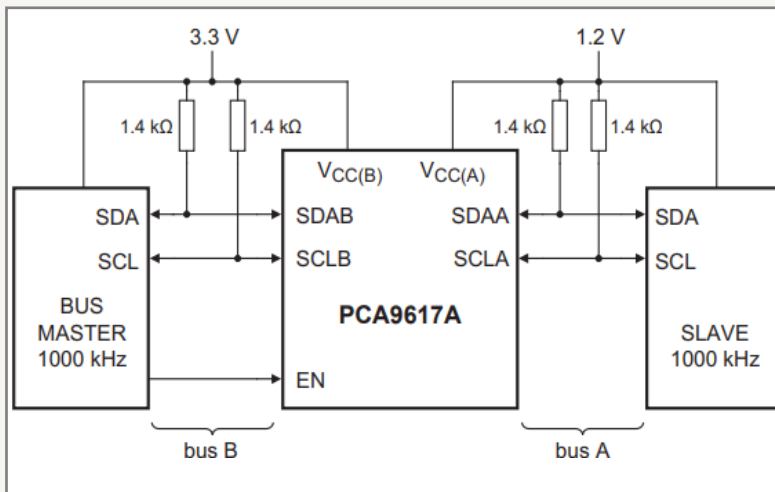 3.3 V
1.2 V
1.4 kΩ
1.4 kΩ
1.4 kΩ
1.4 kΩ
VCC(B)
VCC(A)
SDA
SDAB
SDAA
SDA
SCL
SCLB
SCLA
SCL
BUS
MASTER
1000 kHz
PCA9617A
SLAVE
1000 kHz
EN
bus B
bus A